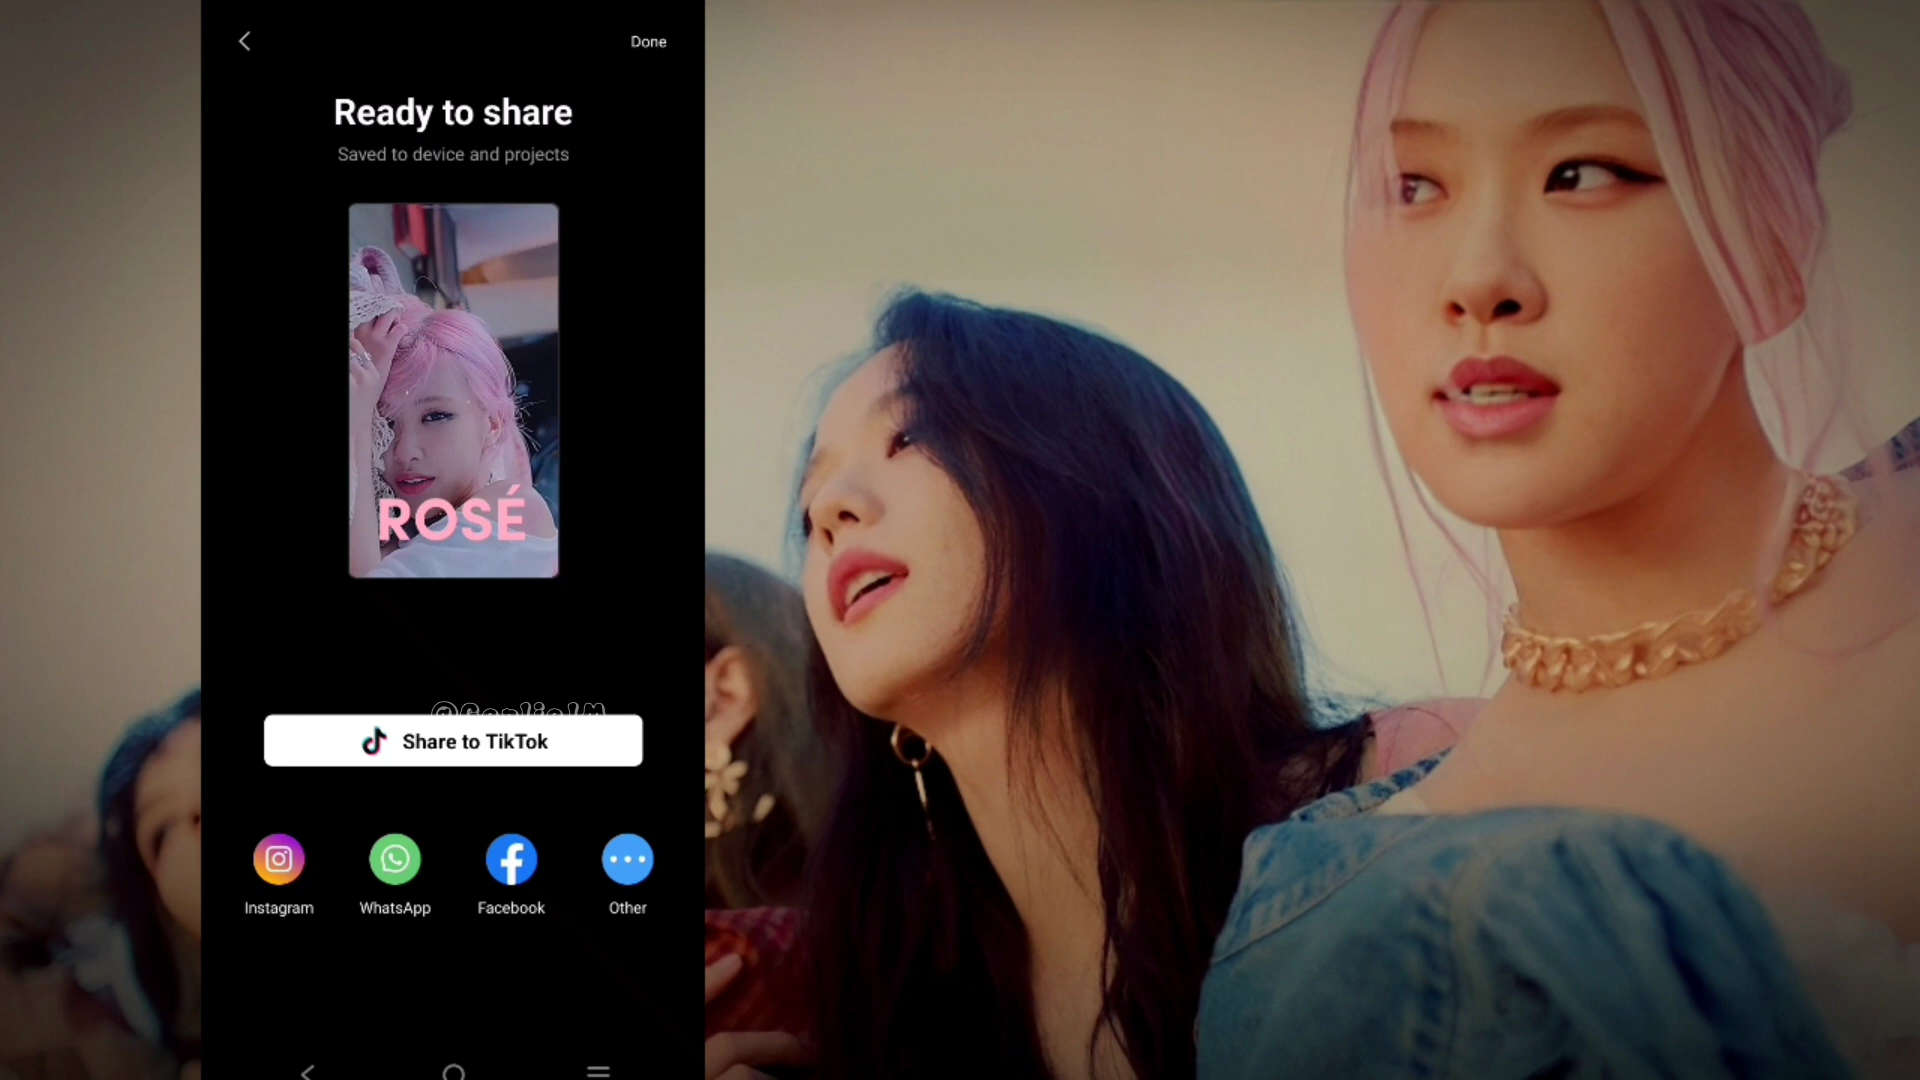 Done
Ready to share
Saved to device and projects
ROSÉ
Share to TikTok
Instagram
WhatsApp
Facebook
Other